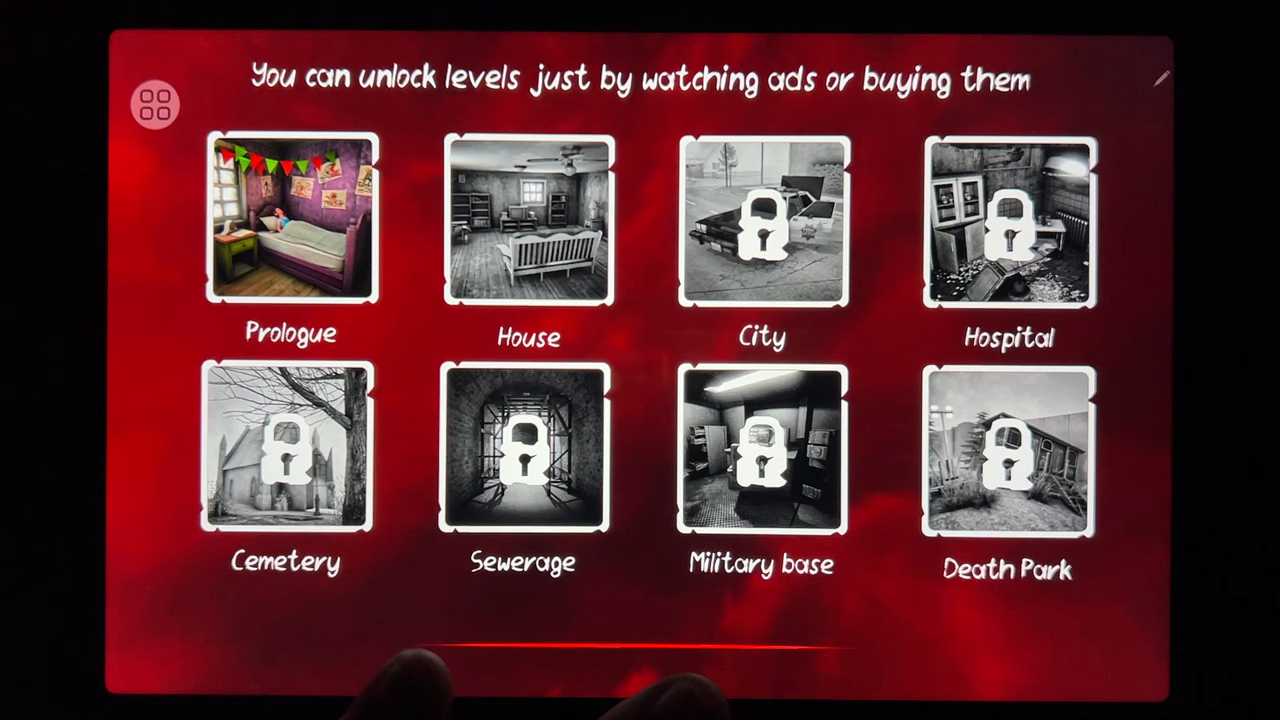 You can unlock levels just by watching ads or buying them
Prologue
House
City
Hospital
Cemetery
Sewerage
Military base
Death Park